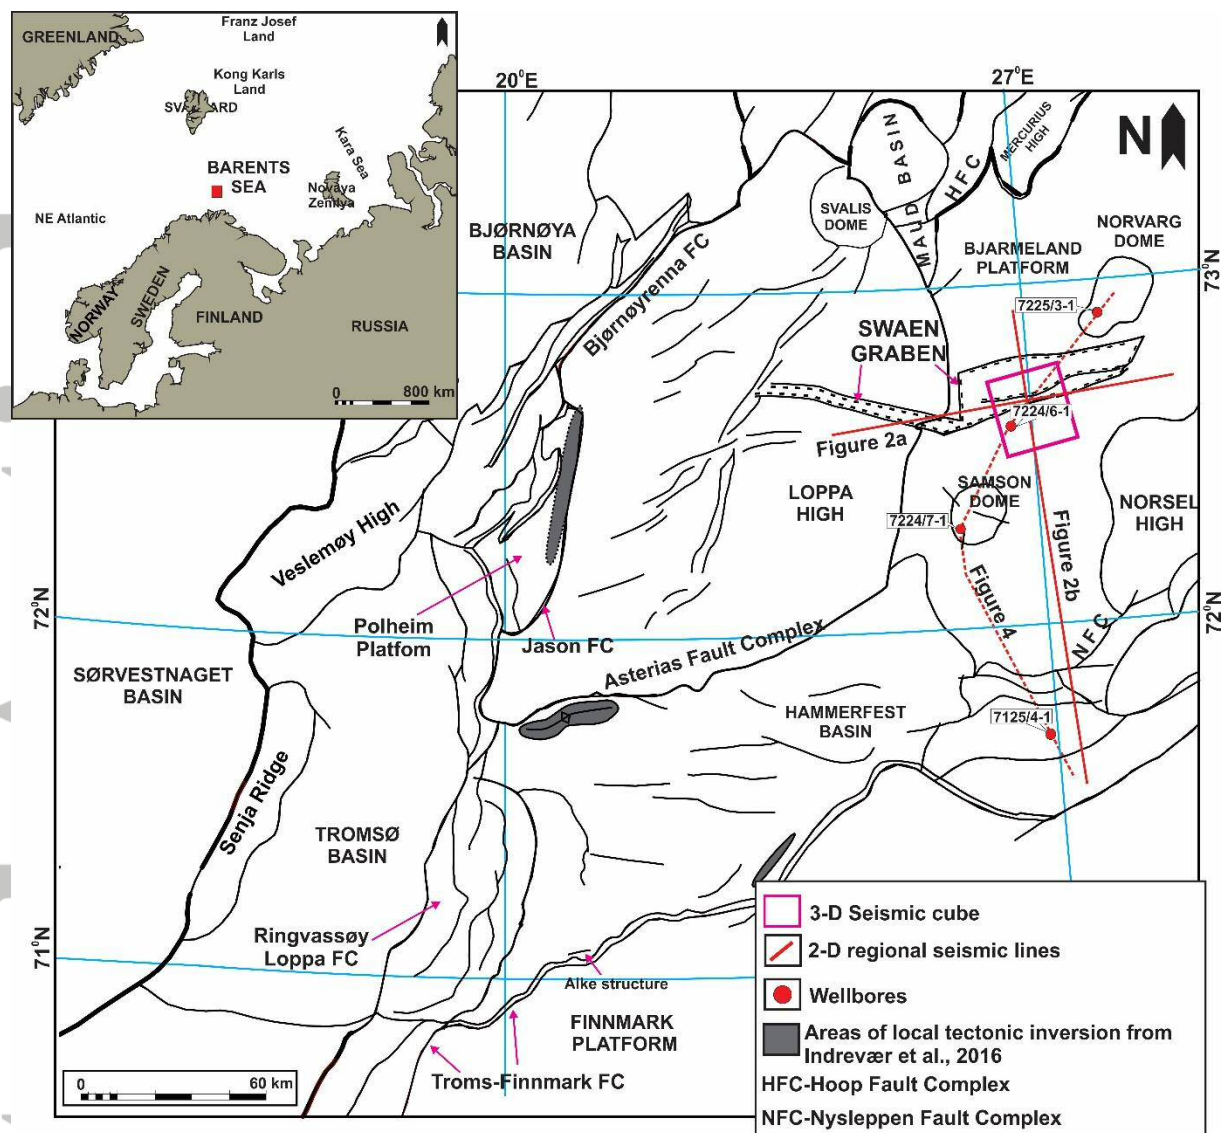 GREENLAND
Franz Josef
Land
Kong Karls
Land
SVALBARD
Kara Sea
BARENTS
SEA
Novaya
Zemlya
NE Atlantic
NORWAY
SWEDEN
FINLAND
RUSSIA
0 800 km
20°E
27°E
N
MERCURIUS
HIGH
MAUD BASIN
HFC
SVALIS
DOME
BJØRNØYA
BASIN
Bjørnøyrenna FC
BJARMELAND
PLATFORM
NORVARG
DOME
73°N
7225/3-1
SWAEN
GRABEN
7224/6-1
Figure 2a
LOPPA
HIGH
SAMSON
DOME
7224/7-1
NORSEL
HIGH
Figure 2b
Figure 4
Veslemøy High
72°N
72°N
Polheim
Platfom
Jason FC
Asterias Fault Complex
NFC
SØRVESTNAGET
BASIN
HAMMERFEST
BASIN
7125/4-1
Senja Ridge
TROMSØ
BASIN
Ringvassøy
Loppa FC
71°N
Alke structure
FINNMARK
PLATFORM
Troms-Finnmark FC
0 60 km
3-D Seismic cube
2-D regional seismic lines
Wellbores
Areas of local tectonic inversion from
Indrevær et al., 2016
HFC-Hoop Fault Complex
NFC-Nysleppen Fault Complex